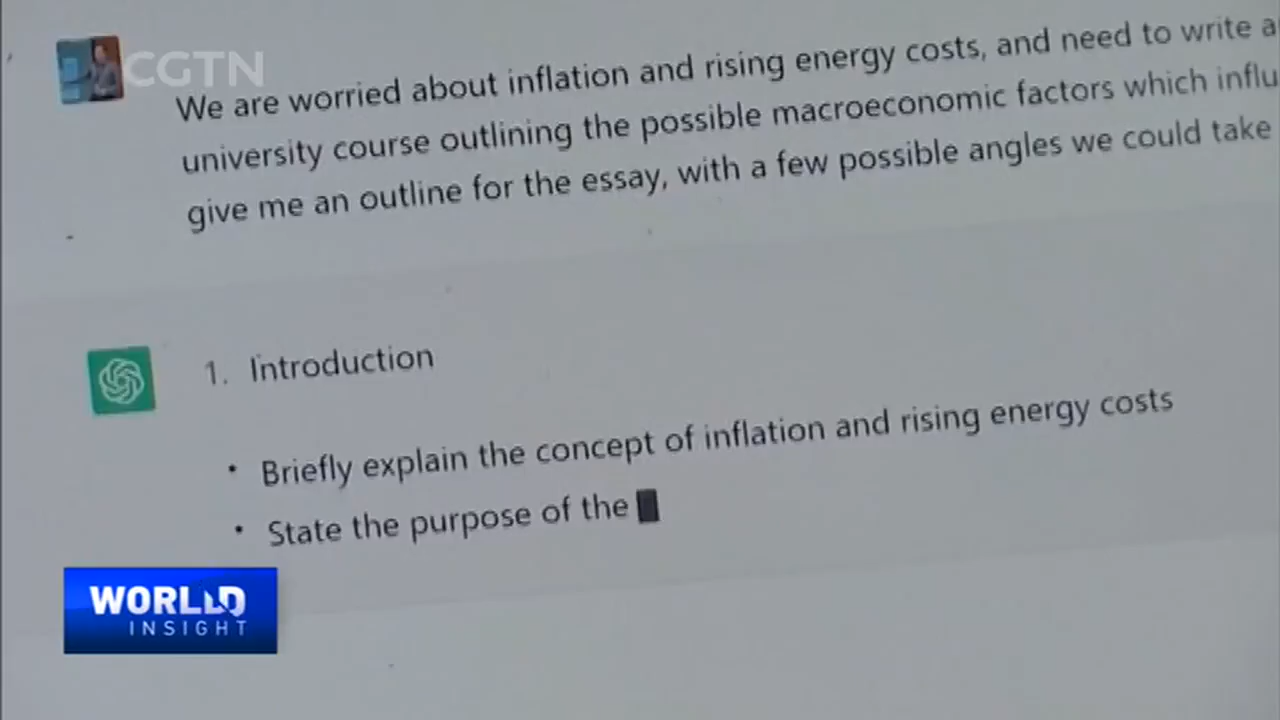 CGTN
We are worried about inflation and rising energy costs, and need to write a
university course outlining the possible macroeconomic factors which influ
give me an outline for the essay, with a few possible angles we could take
1. Introduction
• Briefly explain the concept of inflation and rising energy costs
• State the purpose of the
WORLD
INSIGHT